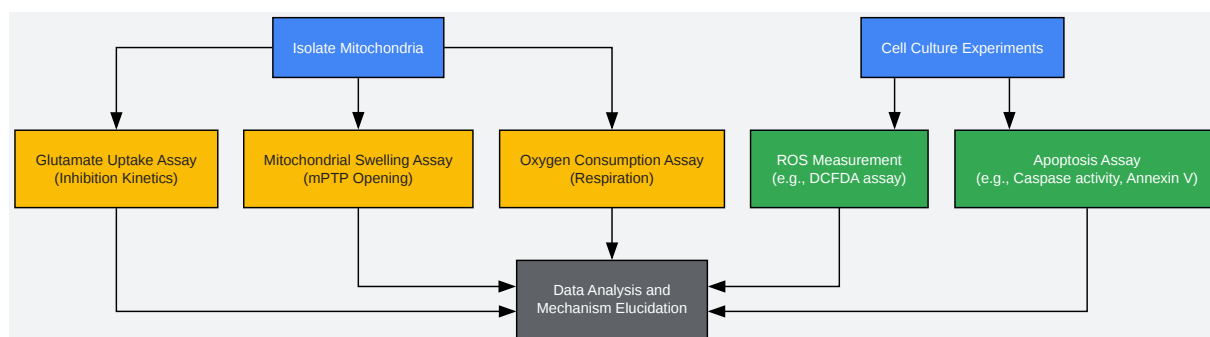 Isolate Mitochondria
Cell Culture Experiments
Glutamate Uptake Assay
(Inhibition Kinetics)
Mitochondrial Swelling Assay
(mPTP Opening)
Oxygen Consumption Assay
(Respiration)
ROS Measurement
(e.g., DCFDA assay)
Apoptosis Assay
(e.g., Caspase activity, Annexin V)
Data Analysis and
Mechanism Elucidation